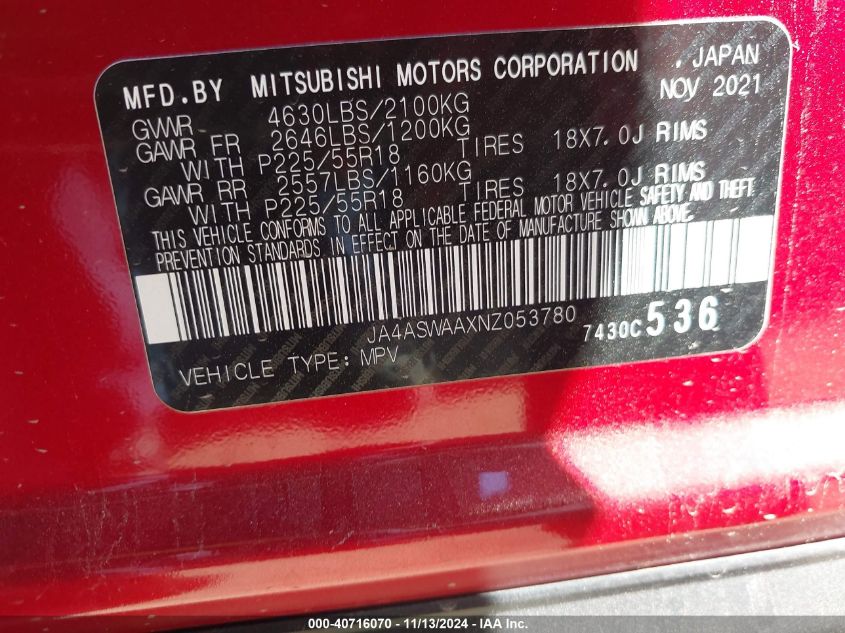 MFD.BY MITSUBISHI MOTORS CORPORATION . JAPAN
NOV 2021
GVWR 4630LBS/2100KG
GAWR FR 2646LBS/1200KG
WITH P225/55R18 TIRES 18X7.0J RIMS
GAWR RR 2557LBS/1160KG
WITH P225/55R18 TIRES 18X7.0J RIMS
THIS VEHICLE CONFORMS TO ALL APPLICABLE FEDERAL MOTOR VEHICLE SAFETY AND THEFT
PREVENTION STANDARDS IN EFFECT ON THE DATE OF MANUFACTURE SHOWN ABOVE.
JA4ASWAAXNZ053780 7430C 536
VEHICLE TYPE: MPV
000-40716070 - 11/13/2024 - IAA Inc.